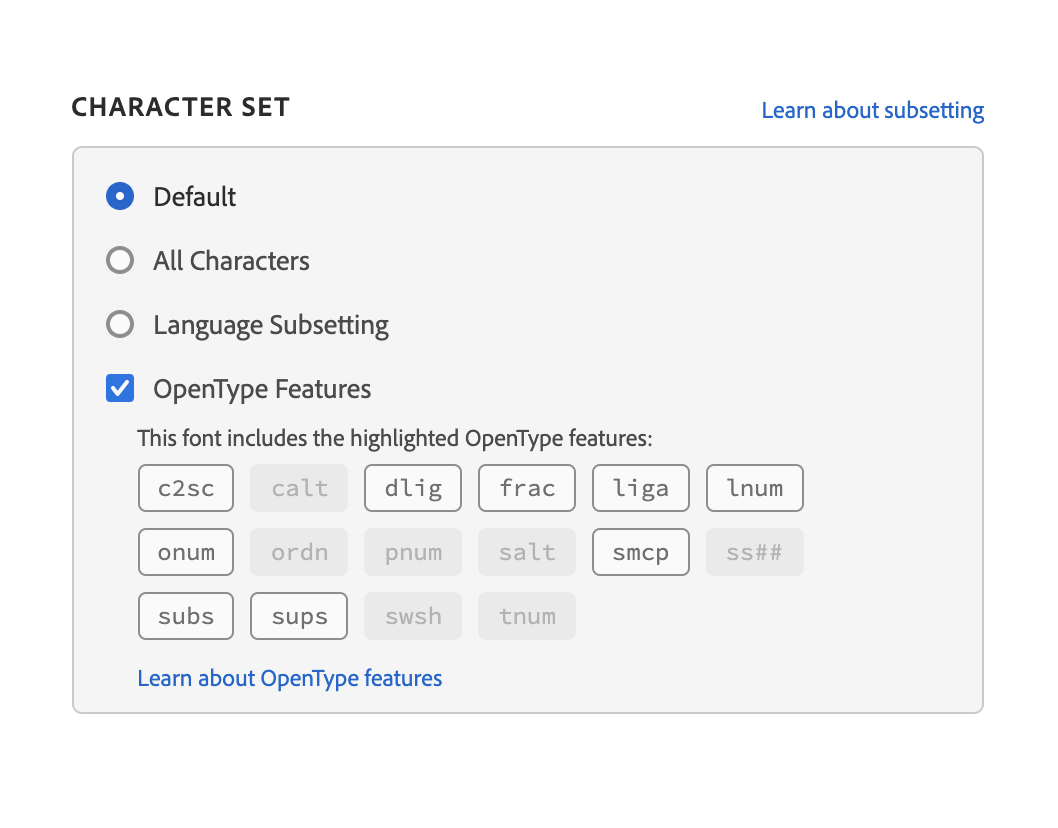 CHARACTER SET
Learn about subsetting
Default
All Characters
Language Subsetting
OpenType Features
This font includes the highlighted OpenType features:
c2sc calt dlig frac liga lnum
onum ordn pnum salt smcp ss##
subs sups swsh tnum
Learn about OpenType features